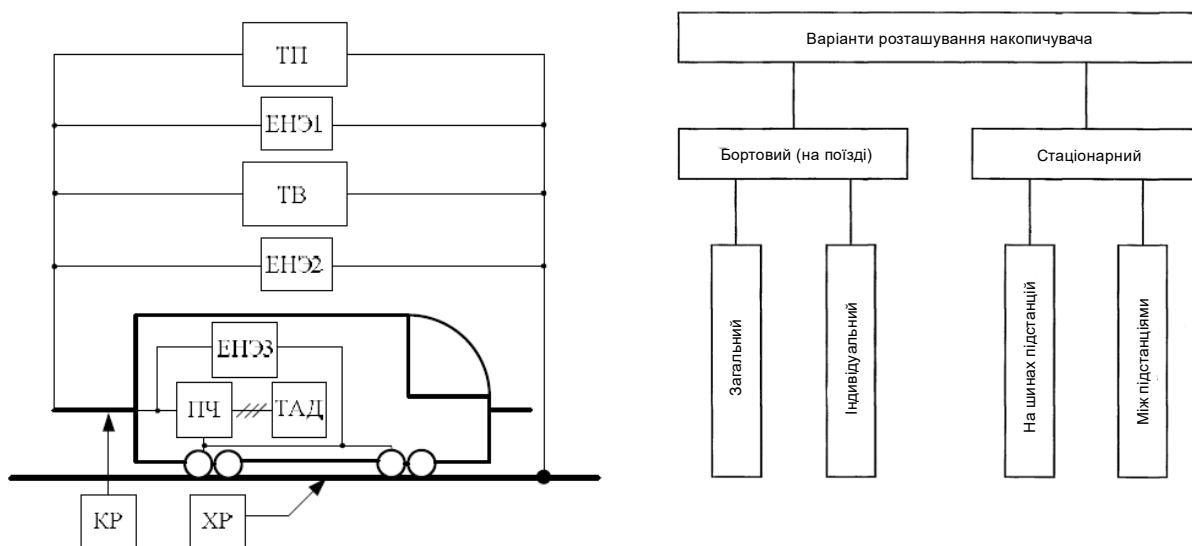 ТП
ЕНЭ1
ТВ
ЕНЭ2
ЕНЭ3
ПЧ
ТАД
КР
ХР
Варіанти розташування накопичувача
Бортовий (на поїзді)
Стаціонарний
Загальний
Індивідуальний
На шинах підстанцій
Між підстанціями